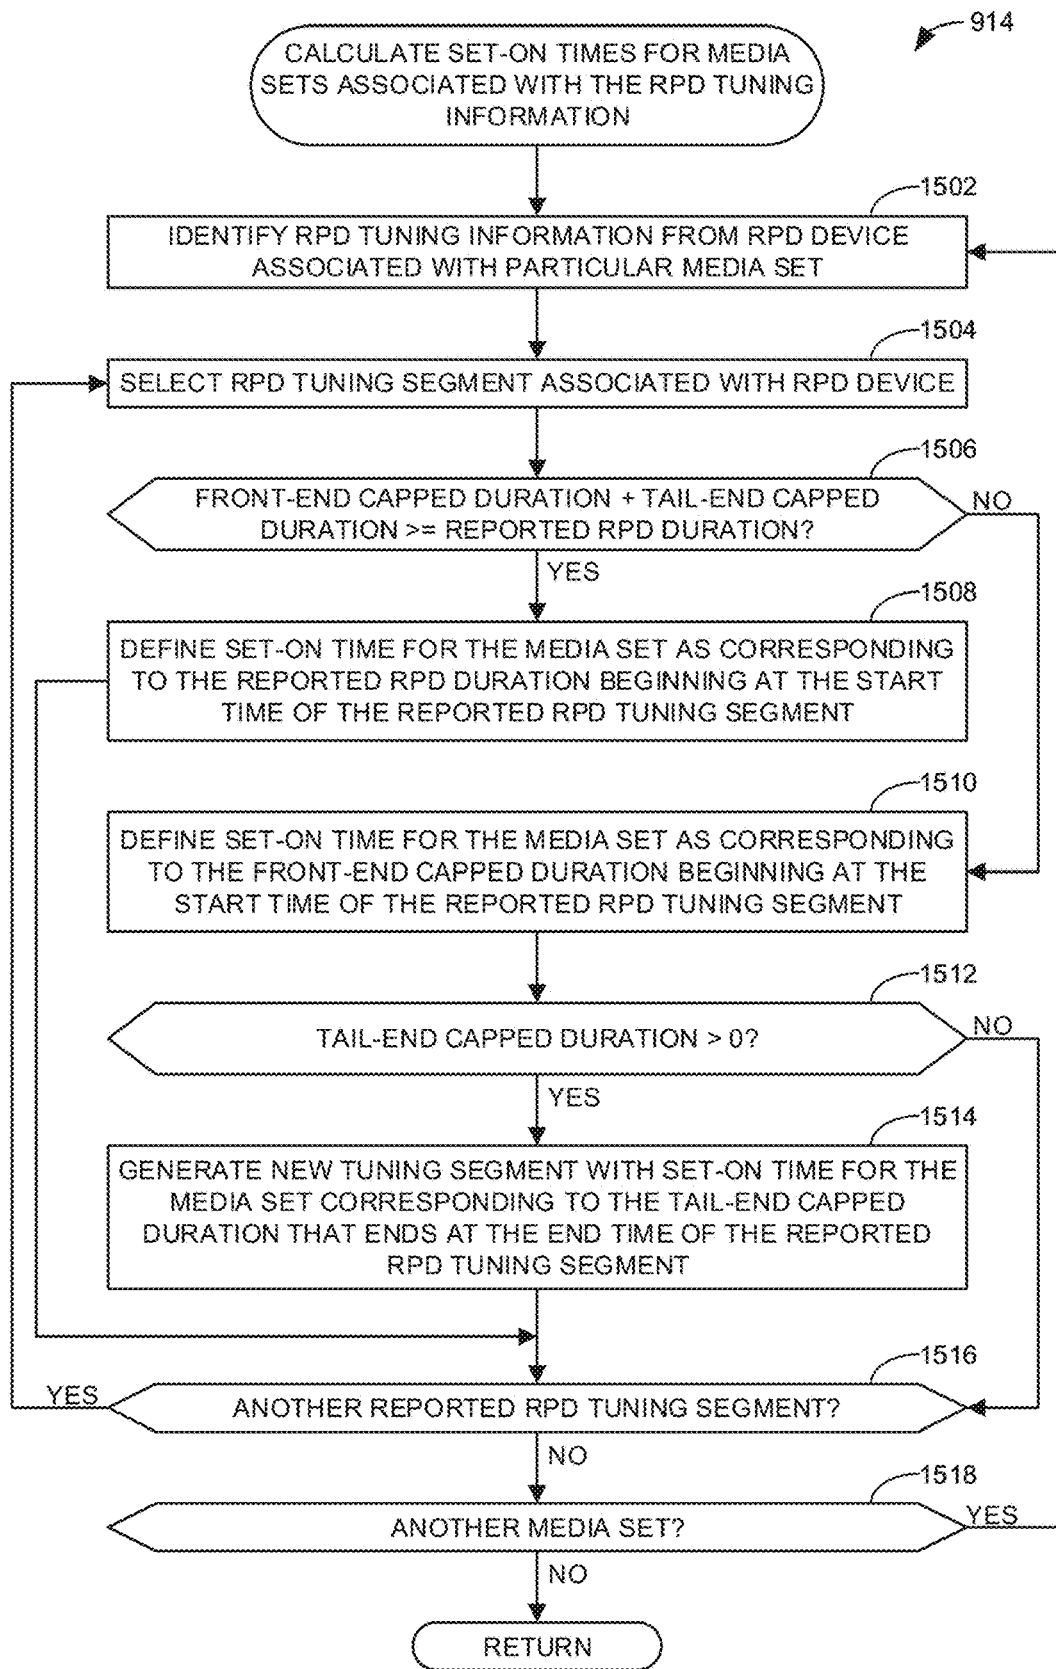 914
CALCULATE SET-ON TIMES FOR MEDIA
SETS ASSOCIATED WITH THE RPD TUNING
INFORMATION
1502
IDENTIFY RPD TUNING INFORMATION FROM RPD DEVICE
ASSOCIATED WITH PARTICULAR MEDIA SET
1504
SELECT RPD TUNING SEGMENT ASSOCIATED WITH RPD DEVICE
1506
FRONT-END CAPPED DURATION + TAIL-END CAPPED
DURATION >= REPORTED RPD DURATION?
NO
YES
1508
DEFINE SET-ON TIME FOR THE MEDIA SET AS CORRESPONDING
TO THE REPORTED RPD DURATION BEGINNING AT THE START
TIME OF THE REPORTED RPD TUNING SEGMENT
1510
DEFINE SET-ON TIME FOR THE MEDIA SET AS CORRESPONDING
TO THE FRONT-END CAPPED DURATION BEGINNING AT THE
START TIME OF THE REPORTED RPD TUNING SEGMENT
1512
TAIL-END CAPPED DURATION > 0?
NO
YES
1514
GENERATE NEW TUNING SEGMENT WITH SET-ON TIME FOR THE
MEDIA SET CORRESPONDING TO THE TAIL-END CAPPED
DURATION THAT ENDS AT THE END TIME OF THE REPORTED
RPD TUNING SEGMENT
1516
YES
ANOTHER REPORTED RPD TUNING SEGMENT?
NO
1518
ANOTHER MEDIA SET?
YES
NO
RETURN